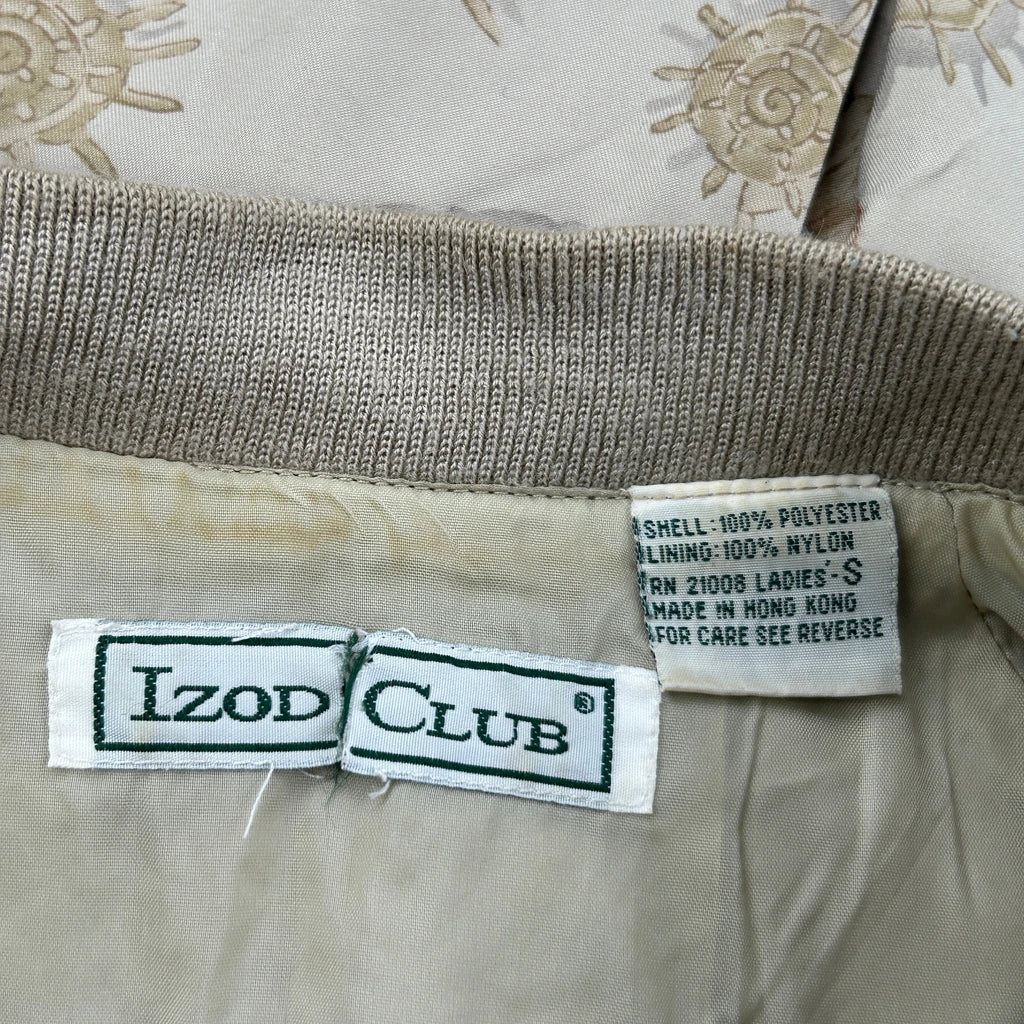 IZOD CLUB®
SHELL: 100% POLYESTER
LINING: 100% NYLON
RN 21008 LADIES'-S
MADE IN HONG KONG
FOR CARE SEE REVERSE